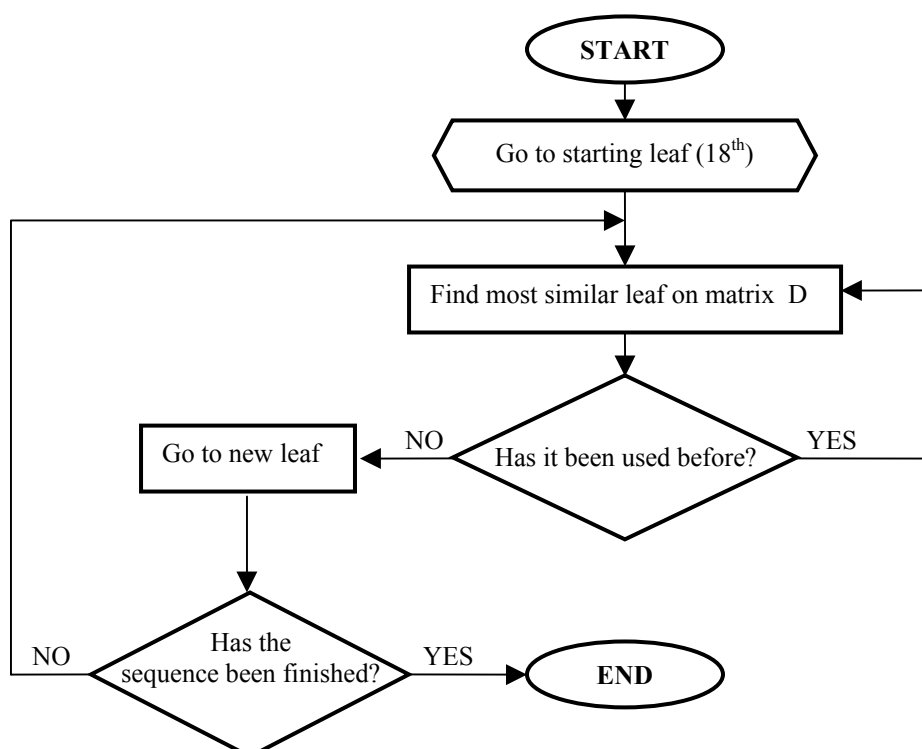 START
Go to starting leaf (18th)
Find most similar leaf on matrix D
Has it been used before?
NO
YES
Go to new leaf
Has the
sequence been finished?
NO
YES
END